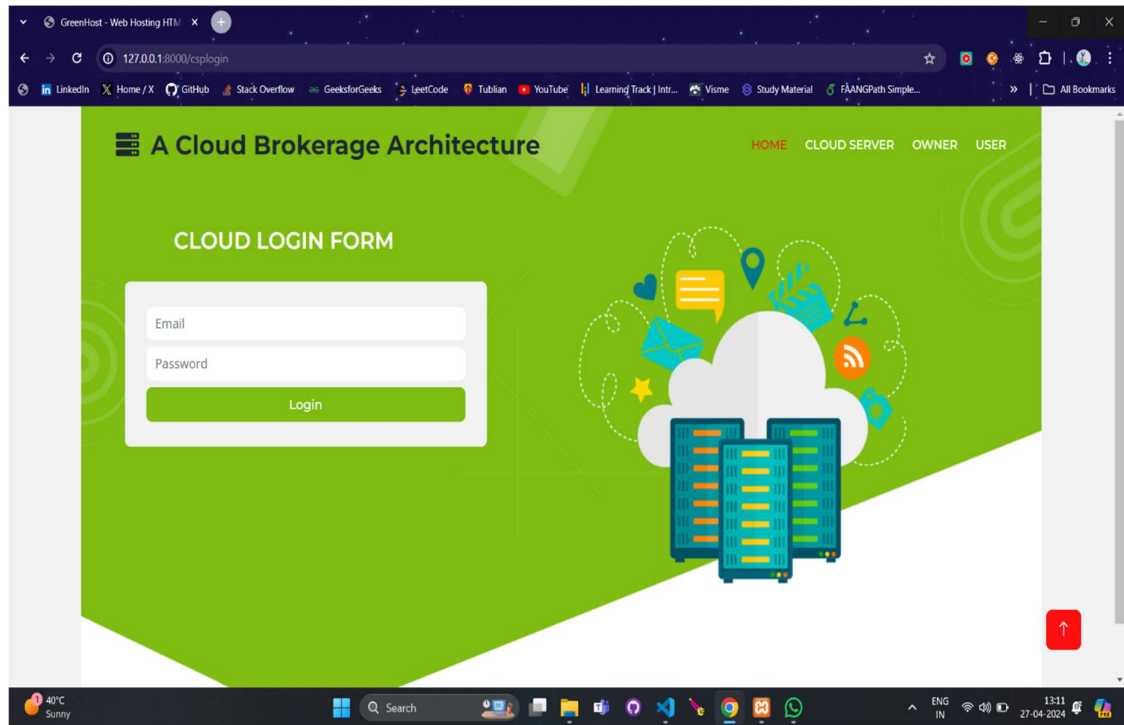 GreenHost - Web Hosting HTM
127.0.0.1:8000/csplogin
LinkedIn Home / X GitHub Stack Overflow GeeksforGeeks LeetCode Tublian YouTube Learning Track | Intr... Visme Study Material FAANGPath Simple... » All Bookmarks
A Cloud Brokerage Architecture HOME CLOUD SERVER OWNER USER
CLOUD LOGIN FORM
Email
Password
Login
1 40°C
Sunny
Search
ENG
IN
13:11
27-04-2024